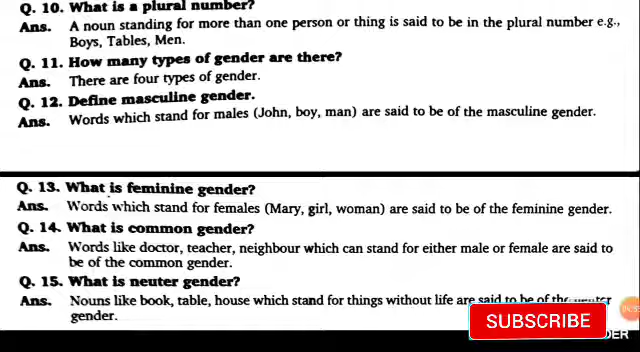 Q. 10. What is a plural number?
Ans. A noun standing for more than one person or thing is said to be in the plural number e.g.,
Boys, Tables, Men.
Q. 11. How many types of gender are there?
Ans. There are four types of gender.
Q. 12. Define masculine gender.
Ans. Words which stand for males (John, boy, man) are said to be of the masculine gender.
Q. 13. What is feminine gender?
Ans. Words which stand for females (Mary, girl, woman) are said to be of the feminine gender.
Q. 14. What is common gender?
Ans. Words like doctor, teacher, neighbour which can stand for either male or female are said to
be of the common gender.
Q. 15. What is neuter gender?
Ans. Nouns like book, table, house which stand for things without life are said to be of the neuter
gender.
SUBSCRIBE
DER